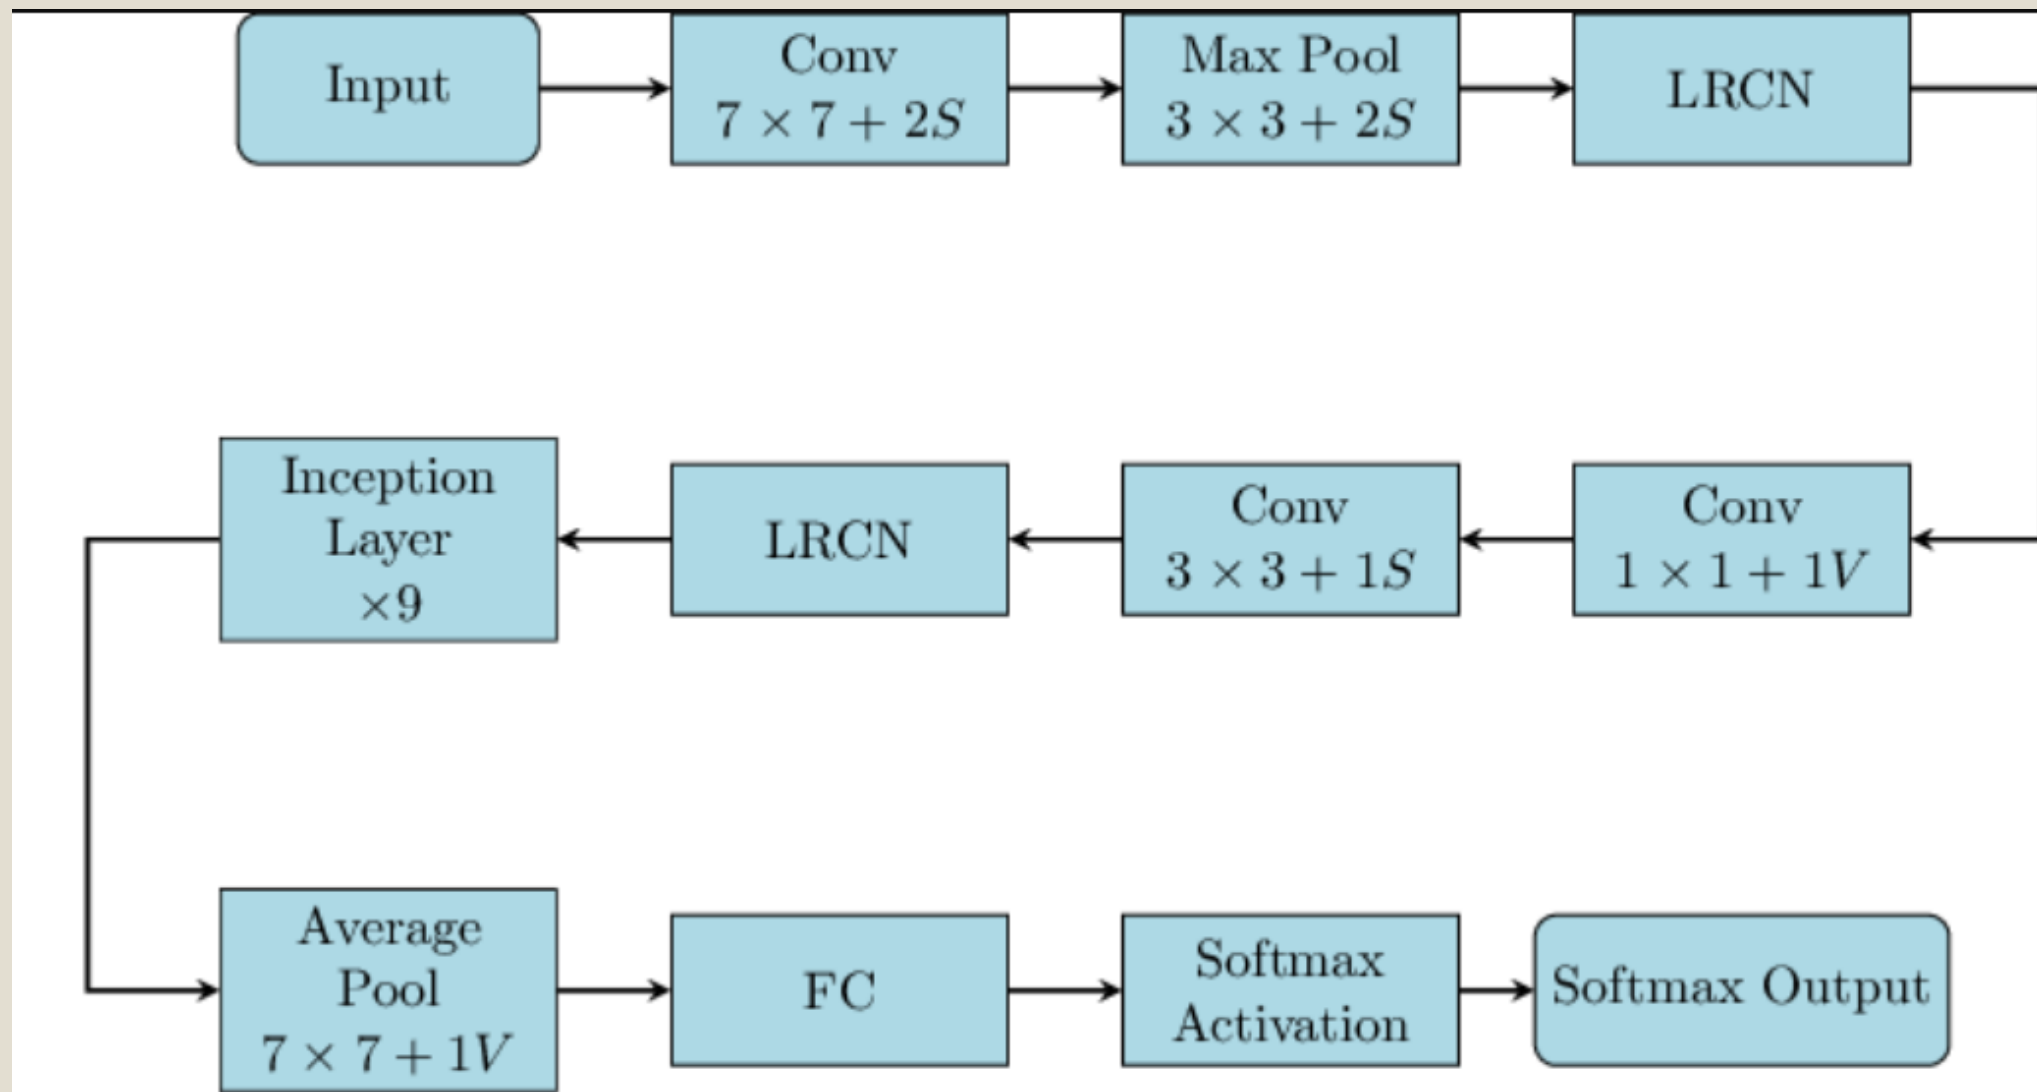 Input
Conv
7 × 7 + 2S
Max Pool
3 × 3 + 2S
LRCN
Conv
1 × 1 + 1V
Conv
3 × 3 + 1S
LRCN
Inception
Layer
×9
Average
Pool
7 × 7 + 1V
FC
Softmax
Activation
Softmax Output